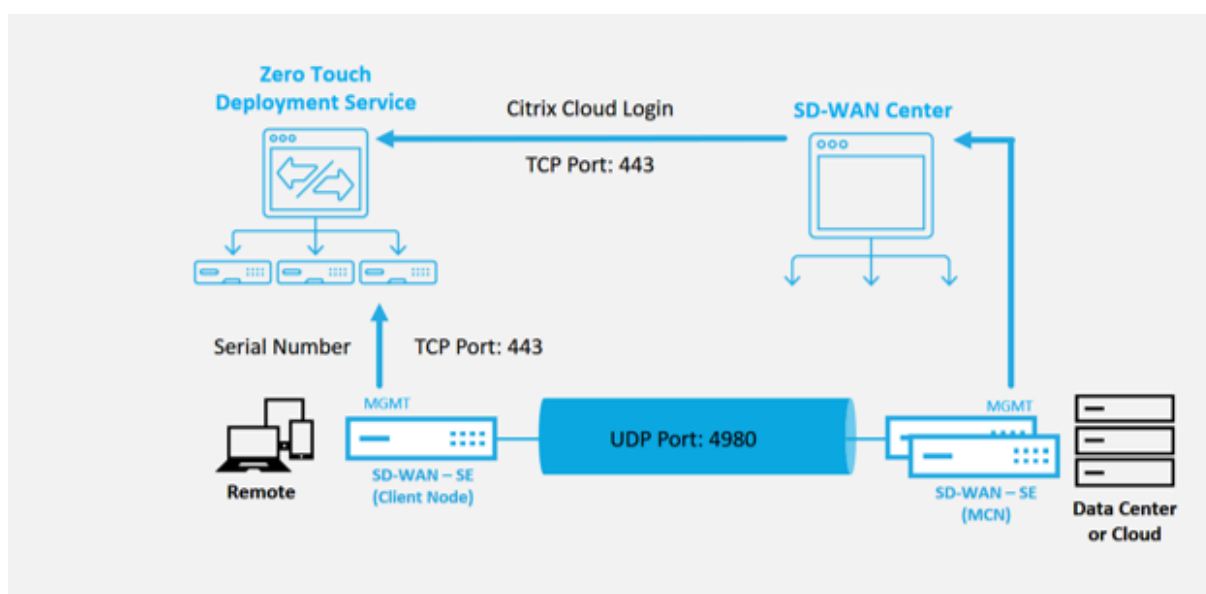 Zero Touch
Deployment Service
Citrix Cloud Login
TCP Port: 443
SD-WAN Center
Serial Number
TCP Port: 443
MGMT
MGMT
UDP Port: 4980
Remote
SD-WAN – SE
(Client Node)
SD-WAN – SE
(MCN)
Data Center
or Cloud